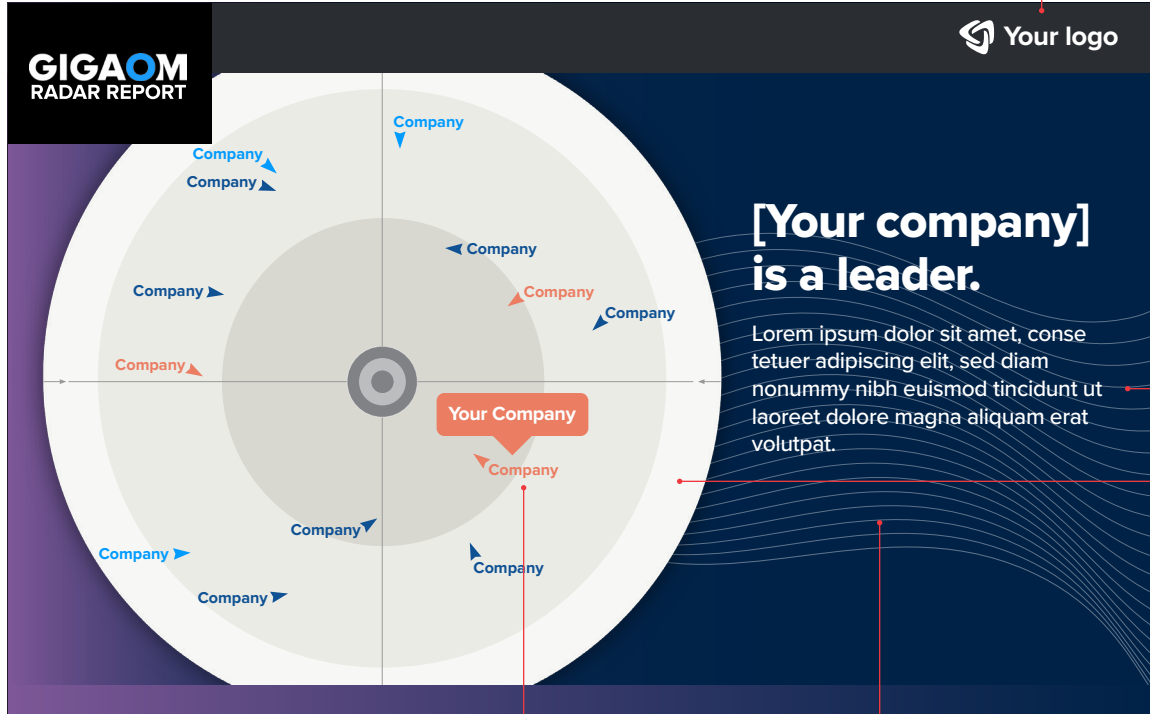 GIGAOM
RADAR REPORT
Your logo
Company
Company
Company
Company
Company
Company
Company
Company
Your Company
Company
Company
Company
Company
Company
[Your company]
is a leader.
Lorem ipsum dolor sit amet, conse
tetuer adipiscing elit, sed diam
nonummy nibh euismod tincidunt ut
laoreet dolore magna aliquam erat
volutpat.